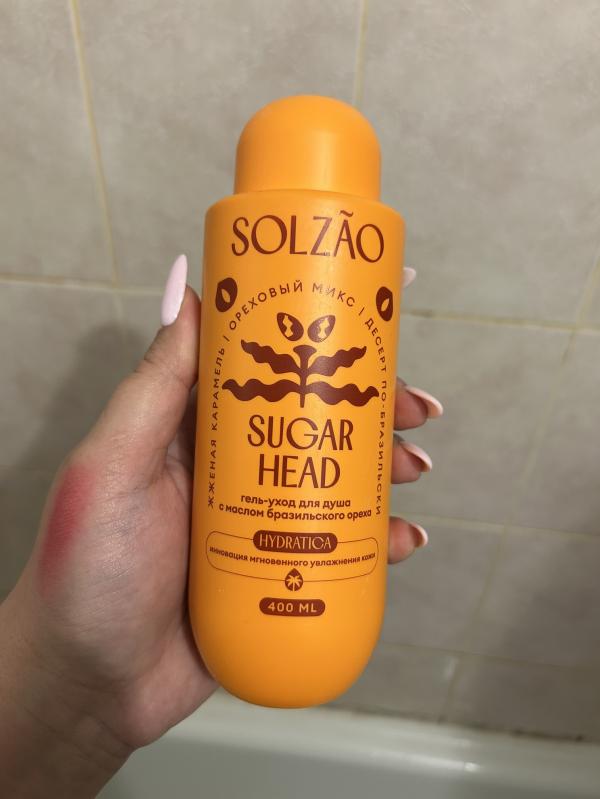 SOLZÃO
ЖЖЕНАЯ КАРАМЕЛЬ | ОРЕХОВЫЙ МИКС | ДЕСЕРТ ПО-БРАЗИЛЬСКИ
SUGAR
HEAD
гель-уход для душа
с маслом бразильского ореха
HYDRATICA
инновация мгновенного увлажнения кожи
400 ML